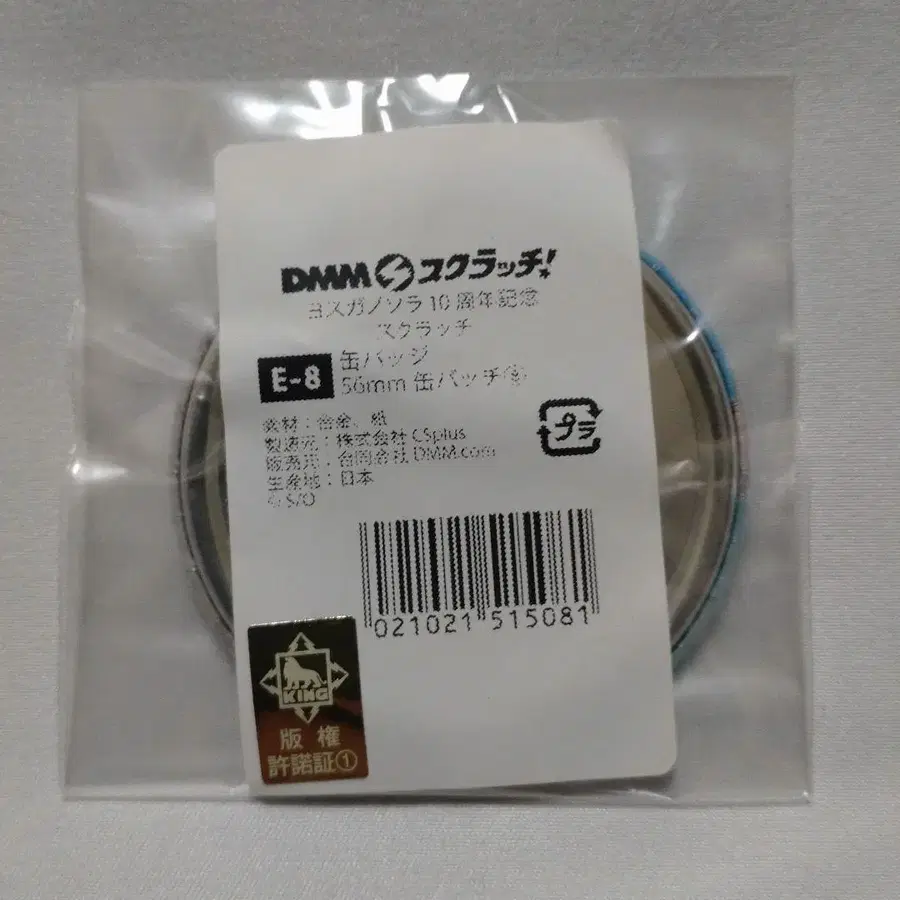 DMM スクラッチ!
ヨスガノソラ10周年記念
スクラッチ
E-8
缶バッジ
56mm 缶バッチ⑧
素材：合金、紙
製造元：株式会社 CSplus
販売元：合同会社 DMM.com
生産地：日本
© S/O
プラ
021021 515081
KING
版権
許諾証①